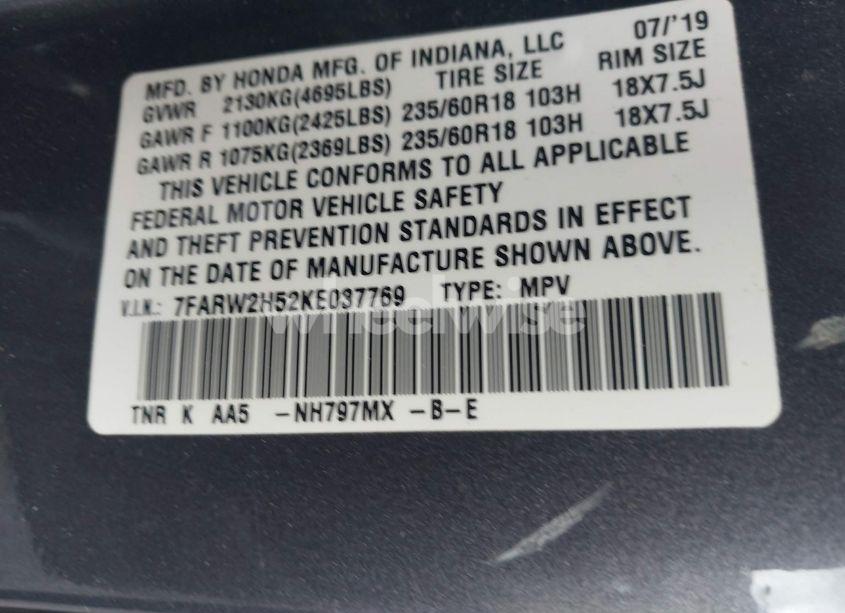 07/'19
MFD. BY HONDA MFG. OF INDIANA, LLC
GVWR 2130KG(4695LBS) TIRE SIZE RIM SIZE
GAWR F 1100KG(2425LBS) 235/60R18 103H 18X7.5J
GAWR R 1075KG(2369LBS) 235/60R18 103H 18X7.5J
THIS VEHICLE CONFORMS TO ALL APPLICABLE
FEDERAL MOTOR VEHICLE SAFETY
AND THEFT PREVENTION STANDARDS IN EFFECT
ON THE DATE OF MANUFACTURE SHOWN ABOVE.
V.I.N.: 7FARW2H52KE037769 TYPE: MPV
wheelwise
TNR K AA5 -NH797MX -B-E